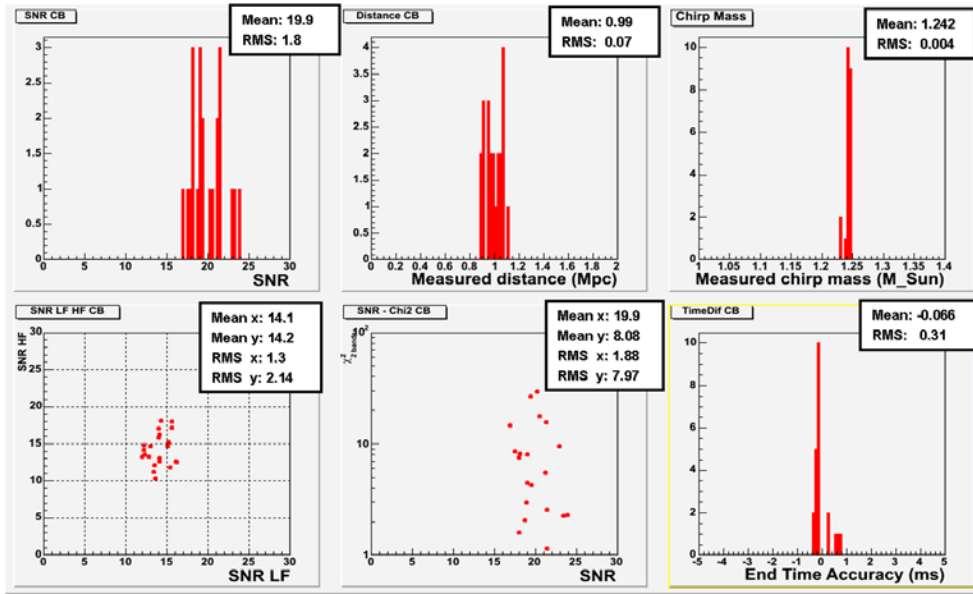 SNR CB
Mean: 19.9
RMS: 1.8
3
2.5
2
1.5
1
0.5
0
0 5 10 15 20 25 30
SNR
Distance CB
Mean: 0.99
RMS: 0.07
4
3.5
3
2.5
2
1.5
1
0.5
0
0 0.2 0.4 0.6 0.8 1 1.2 1.4 1.6 1.8 2
Measured distance (Mpc)
Chirp Mass
Mean: 1.242
RMS: 0.004
10
8
6
4
2
0
1 1.05 1.1 1.15 1.2 1.25 1.3 1.35 1.4
Measured chirp mass (M_Sun)
SNR LF HF CB
Mean x: 14.1
Mean y: 14.2
RMS x: 1.3
RMS y: 2.14
SNR HF
30
25
20
15
10
5
0
0 5 10 15 20 25 30
SNR LF
SNR - Chi2 CB
Mean x: 19.9
Mean y: 8.08
RMS x: 1.88
RMS y: 7.97
χ² 2 bands
10²
10
1
0 5 10 15 20 25 30
SNR
TimeDif CB
Mean: -0.066
RMS: 0.31
10
8
6
4
2
0
-5 -4 -3 -2 -1 0 1 2 3 4 5
End Time Accuracy (ms)